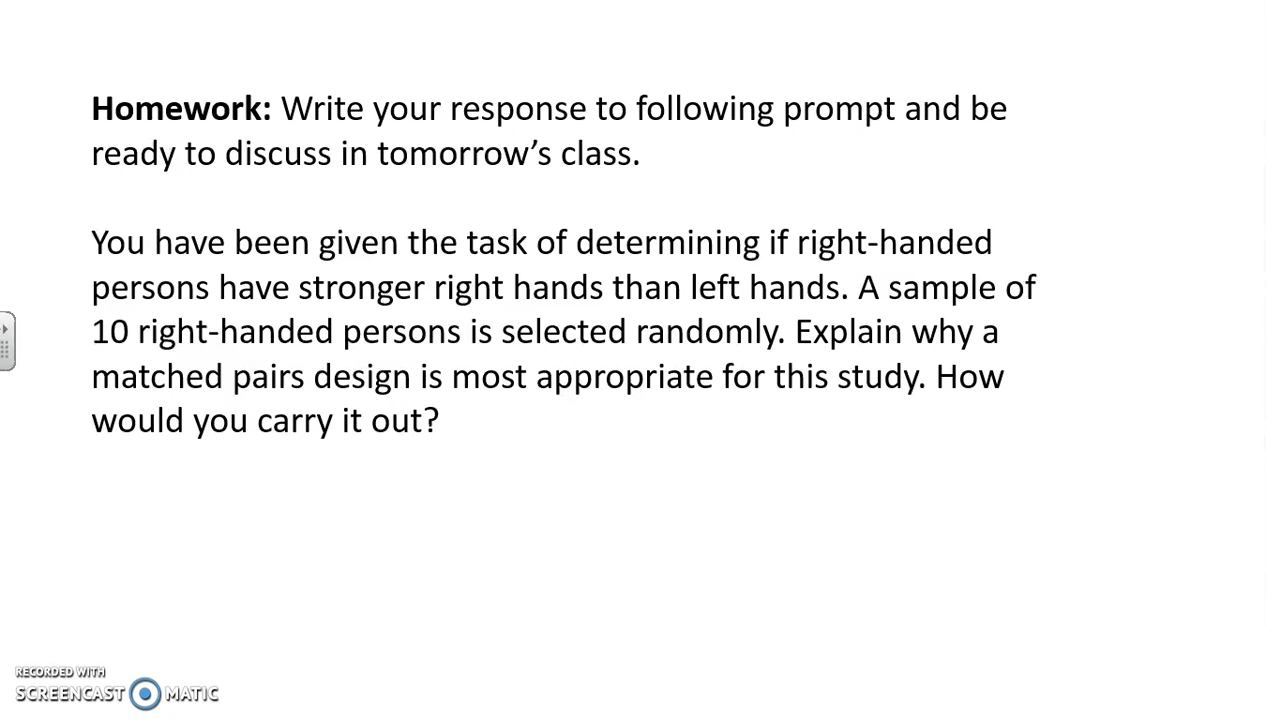 Homework: Write your response to following prompt and be
ready to discuss in tomorrow’s class.
You have been given the task of determining if right-handed
persons have stronger right hands than left hands. A sample of
10 right-handed persons is selected randomly. Explain why a
matched pairs design is most appropriate for this study. How
would you carry it out?
RECORDED WITH
SCREENCAST MATIC